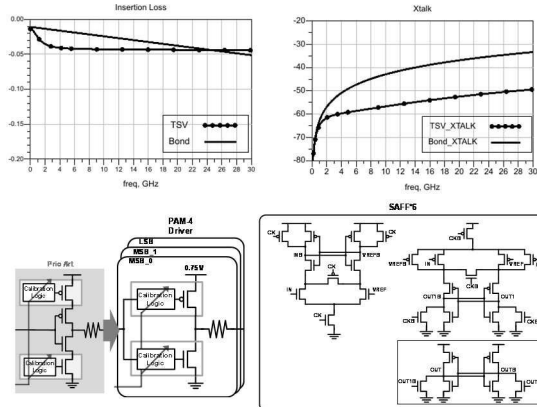 Insertion Loss
0.00
-0.05
-0.10
-0.15
-0.20
TSV
Bond
0 2 4 6 8 10 12 14 16 18 20 22 24 26 28 30
freq, GHz
Xtalk
-20
-30
-40
-50
-60
-70
-80
TSV_XTALK
Bond_XTALK
0 2 4 6 8 10 12 14 16 18 20 22 24 26 28 30
freq, GHz
PAM-4
Driver
LSB
MSB_1
MSB_0
Prio Art
0.75V
Calibration
Logic
Calibration
Logic
Calibration
Logic
Calibration
Logic
SAFF*6
CK
CK
INB
VREFB
CK
IN
VREF
CK
CKB
VREFB
IN
VREF
CKB
OUT1B
OUT1
CKB
OUT
OUTB
OUT1B
OUT1